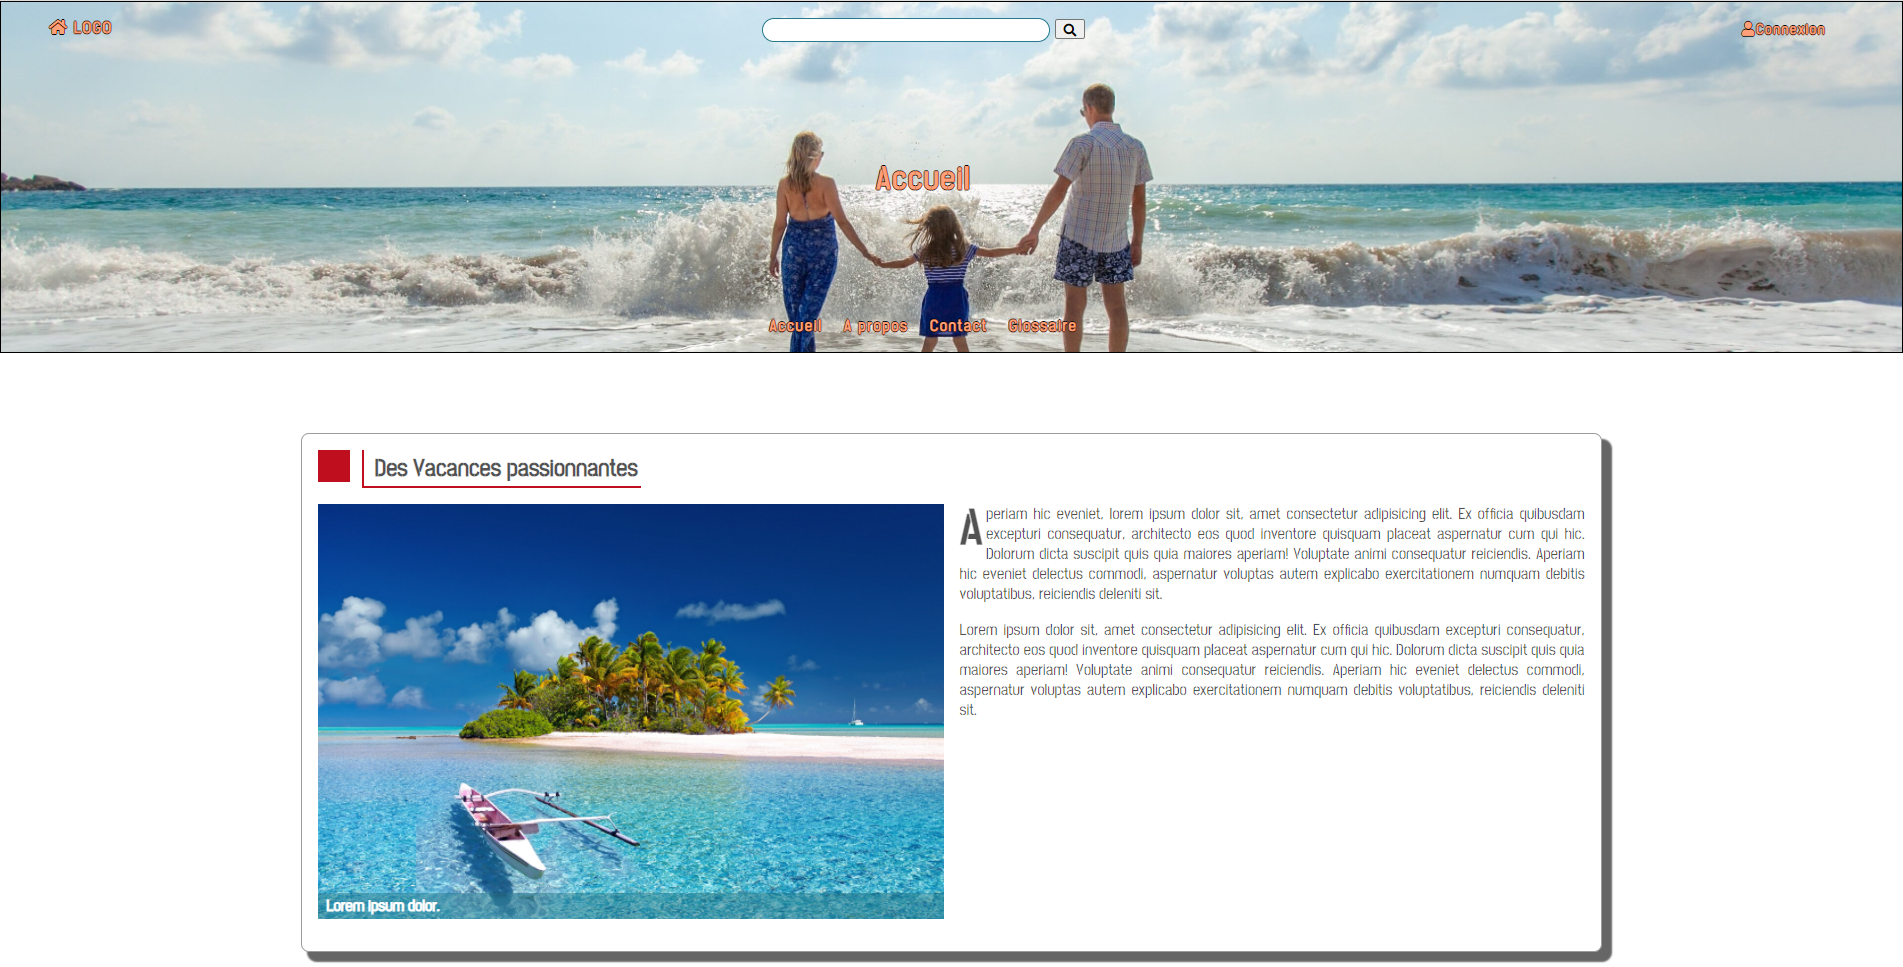 LOGO
Connexion
Accueil
Accueil A propos Contact Glossaire
Des Vacances passionnantes
Aperiam hic eveniet, lorem ipsum dolor sit, amet consectetur adipisicing elit. Ex officia quibusdam
excepturi consequatur, architecto eos quod inventore quisquam placeat aspernatur cum qui hic.
Dolorum dicta suscipit quis quia maiores aperiam! Voluptate animi consequatur reiciendis. Aperiam
hic eveniet delectus commodi, aspernatur voluptas autem explicabo exercitationem numquam debitis
voluptatibus, reiciendis deleniti sit.
Lorem ipsum dolor sit, amet consectetur adipisicing elit. Ex officia quibusdam excepturi consequatur,
architecto eos quod inventore quisquam placeat aspernatur cum qui hic. Dolorum dicta suscipit quis quia
maiores aperiam! Voluptate animi consequatur reiciendis. Aperiam hic eveniet delectus commodi,
aspernatur voluptas autem explicabo exercitationem numquam debitis voluptatibus, reiciendis deleniti
sit.
Lorem ipsum dolor.